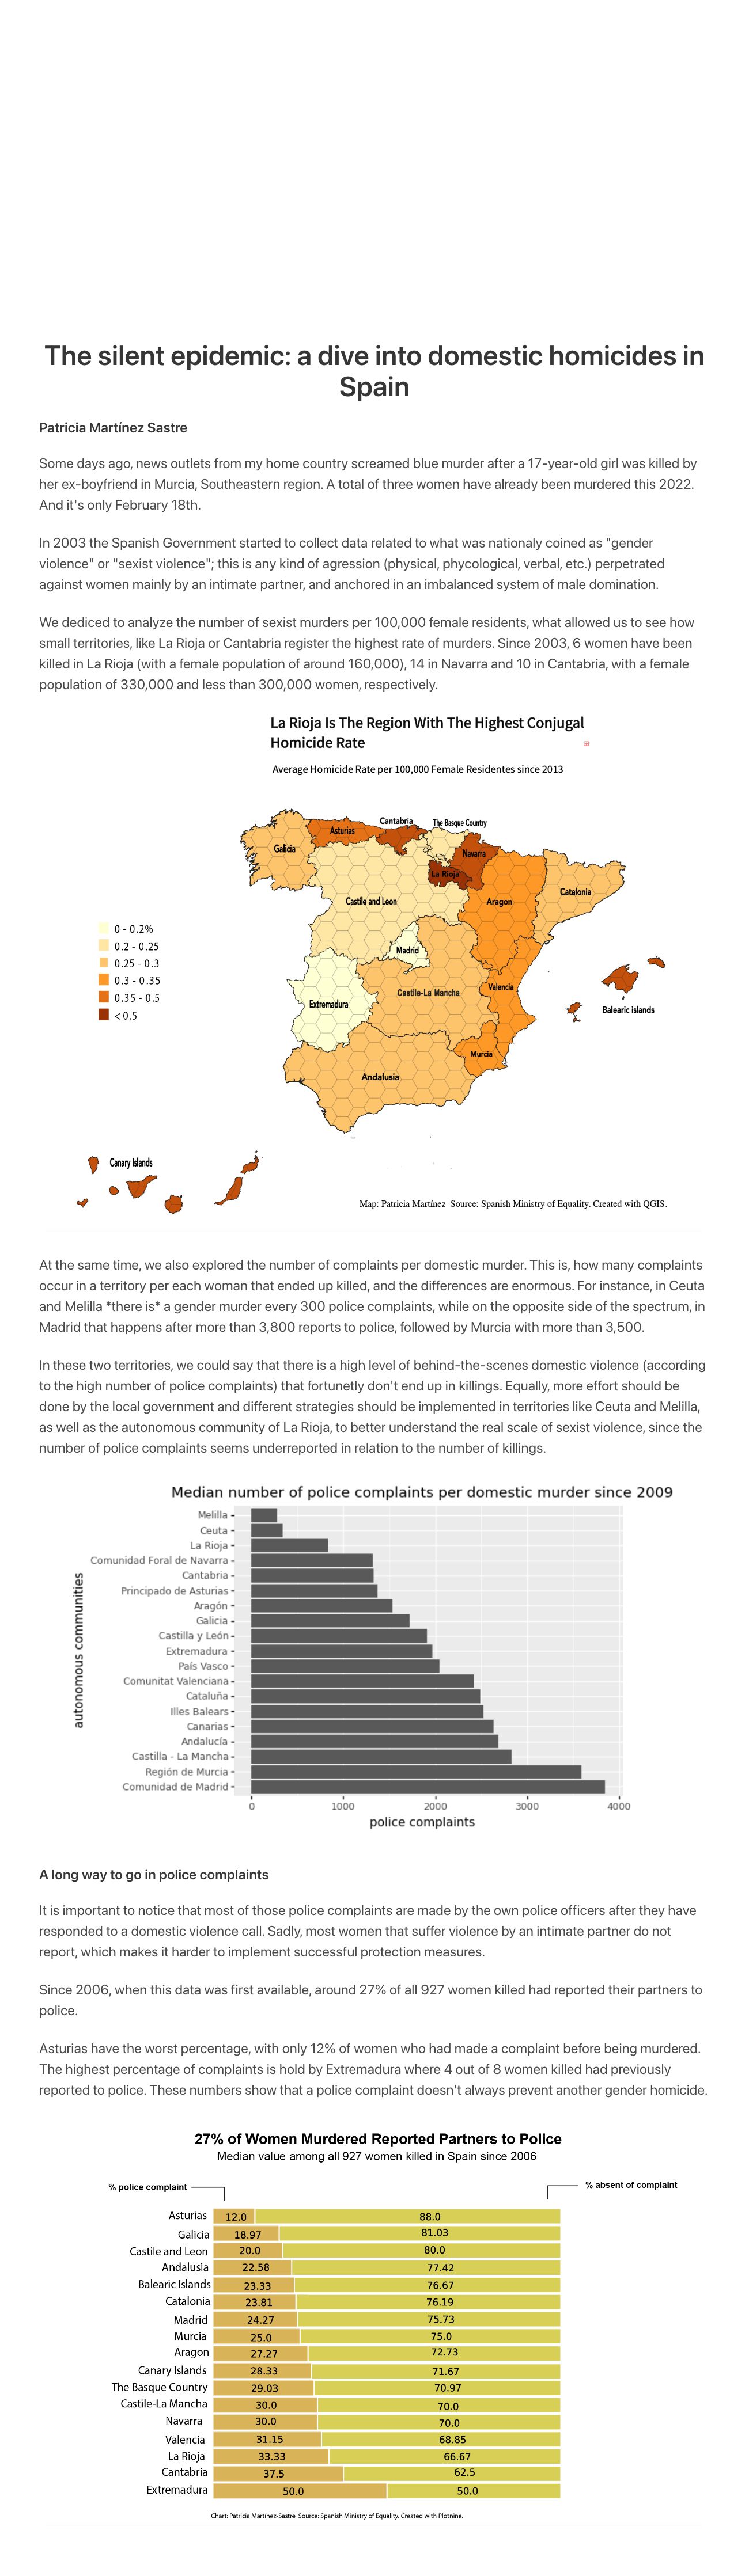 The silent epidemic: a dive into domestic homicides in
Spain
Patricia Martínez Sastre
Some days ago, news outlets from my home country screamed blue murder after a 17-year-old girl was killed by
her ex-boyfriend in Murcia, Southeastern region. A total of three women have already been murdered this 2022.
And it's only February 18th.
In 2003 the Spanish Government started to collect data related to what was nationaly coined as "gender
violence" or "sexist violence"; this is any kind of agression (physical, phycological, verbal, etc.) perpetrated
against women mainly by an intimate partner, and anchored in an imbalanced system of male domination.
We dediced to analyze the number of sexist murders per 100,000 female residents, what allowed us to see how
small territories, like La Rioja or Cantabria register the highest rate of murders. Since 2003, 6 women have been
killed in La Rioja (with a female population of around 160,000), 14 in Navarra and 10 in Cantabria, with a female
population of 330,000 and less than 300,000 women, respectively.
La Rioja Is The Region With The Highest Conjugal
Homicide Rate
Average Homicide Rate per 100,000 Female Residentes since 2013
Cantabria
The Basque Country
Asturias
Galicia
Navarra
La Rioja
Catalonia
Castile and Leon
Aragon
0 - 0.2%
0.2 - 0.25
0.25 - 0.3
0.3 - 0.35
0.35 - 0.5
< 0.5
Madrid
Extremadura
Castlle-La Mancha
Valencia
Balearic islands
Murcia
Andalusia
Canary Islands
Map: Patricia Martínez Source: Spanish Ministry of Equality. Created with QGIS.
At the same time, we also explored the number of complaints per domestic murder. This is, how many complaints
occur in a territory per each woman that ended up killed, and the differences are enormous. For instance, in Ceuta
and Melilla *there is* a gender murder every 300 police complaints, while on the opposite side of the spectrum, in
Madrid that happens after more than 3,800 reports to police, followed by Murcia with more than 3,500.
In these two territories, we could say that there is a high level of behind-the-scenes domestic violence (according
to the high number of police complaints) that fortunetly don't end up in killings. Equally, more effort should be
done by the local government and different strategies should be implemented in territories like Ceuta and Melilla,
as well as the autonomous community of La Rioja, to better understand the real scale of sexist violence, since the
number of police complaints seems underreported in relation to the number of killings.
Median number of police complaints per domestic murder since 2009
autonomous communities
Melilla
Ceuta
La Rioja
Comunidad Foral de Navarra
Cantabria
Principado de Asturias
Aragón
Galicia
Castilla y León
Extremadura
País Vasco
Comunitat Valenciana
Cataluña
Illes Balears
Canarias
Andalucía
Castilla - La Mancha
Región de Murcia
Comunidad de Madrid
0 1000 2000 3000 4000
police complaints
A long way to go in police complaints
It is important to notice that most of those police complaints are made by the own police officers after they have
responded to a domestic violence call. Sadly, most women that suffer violence by an intimate partner do not
report, which makes it harder to implement successful protection measures.
Since 2006, when this data was first available, around 27% of all 927 women killed had reported their partners to
police.
Asturias have the worst percentage, with only 12% of women who had made a complaint before being murdered.
The highest percentage of complaints is hold by Extremadura where 4 out of 8 women killed had previously
reported to police. These numbers show that a police complaint doesn't always prevent another gender homicide.
27% of Women Murdered Reported Partners to Police
Median value among all 927 women killed in Spain since 2006
% police complaint % absent of complaint
Asturias 12.0 88.0
Galicia 18.97 81.03
Castile and Leon 20.0 80.0
Andalusia 22.58 77.42
Balearic Islands 23.33 76.67
Catalonia 23.81 76.19
Madrid 24.27 75.73
Murcia 25.0 75.0
Aragon 27.27 72.73
Canary Islands 28.33 71.67
The Basque Country 29.03 70.97
Castile-La Mancha 30.0 70.0
Navarra 30.0 70.0
Valencia 31.15 68.85
La Rioja 33.33 66.67
Cantabria 37.5 62.5
Extremadura 50.0 50.0
Chart: Patricia Martínez-Sastre Source: Spanish Ministry of Equality. Created with Plotnine.